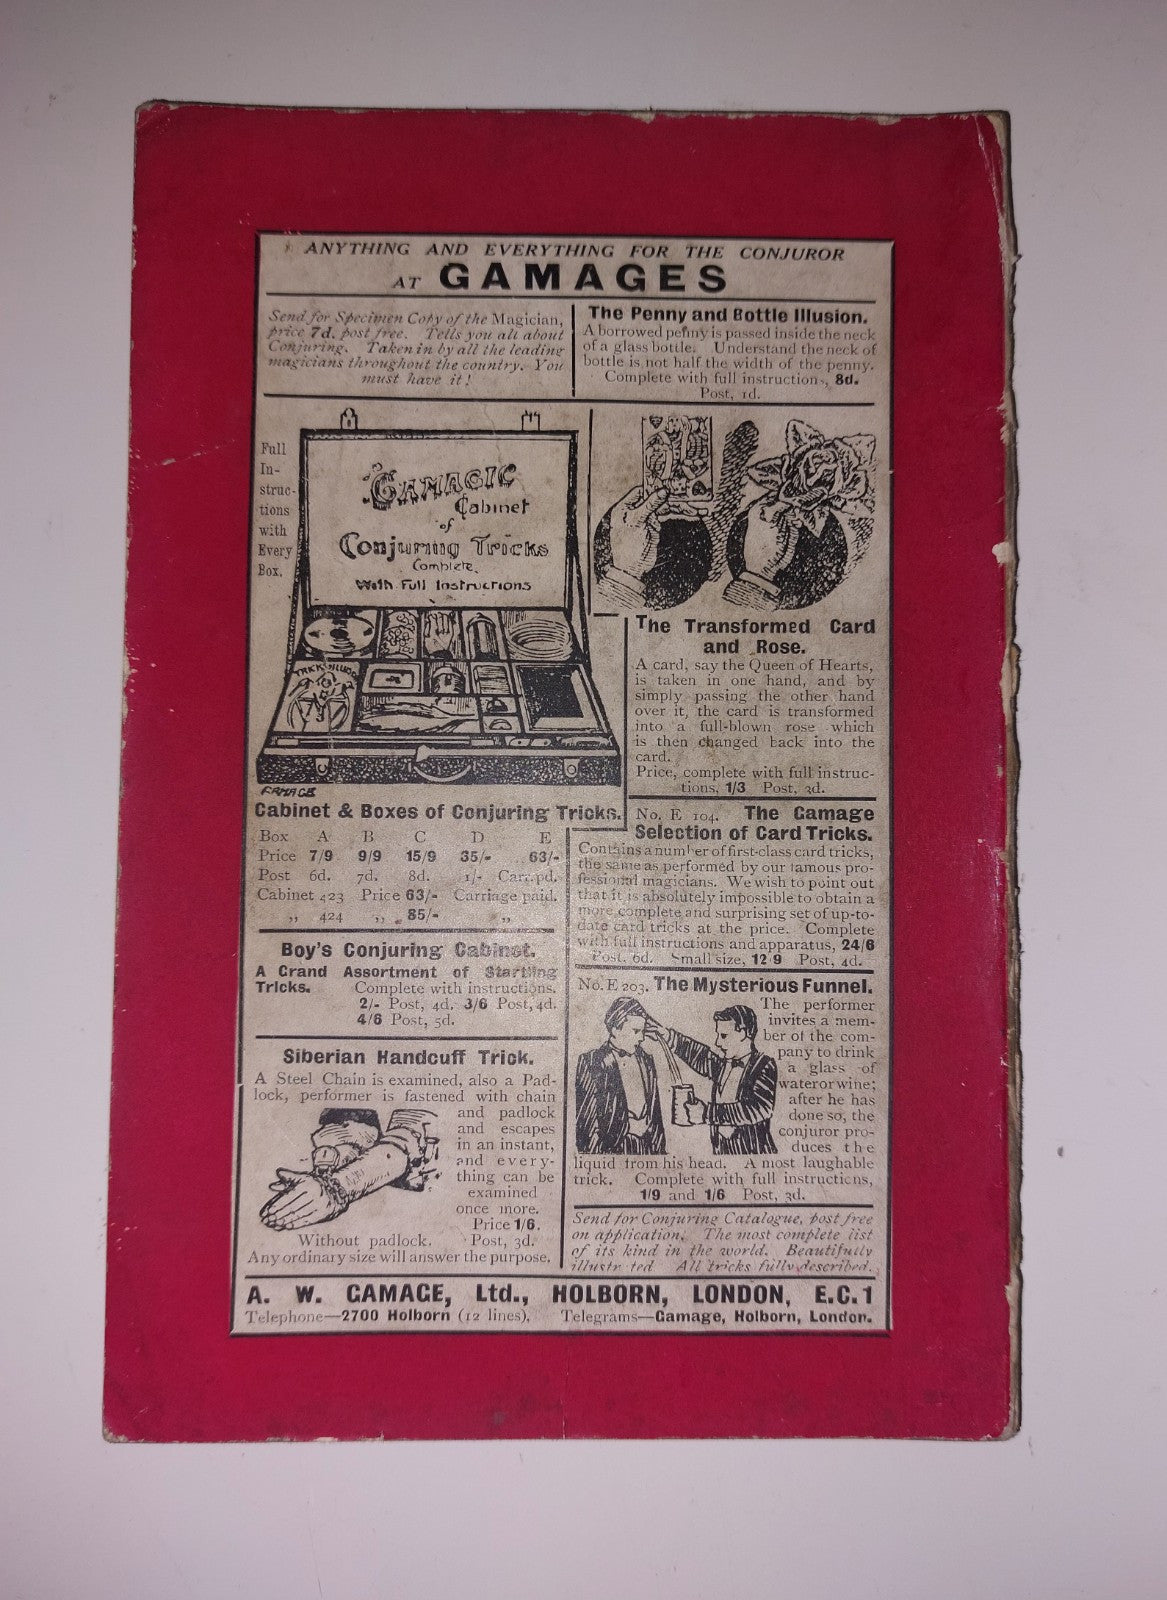 ANYTHING AND EVERYTHING FOR THE CONJUROR
AT GAMAGES
Send for Specimen Copy of the Magician,
price 7d. post free. Tells you all about
Conjuring. Taken in by all the leading
magicians throughout the country. You
must have it!
The Penny and Bottle Illusion.
A borrowed penny is passed inside the neck
of a glass bottle. Understand the neck of
bottle is not half the width of the penny.
Complete with full instructions, 8d.
Post, 1d.
Full
In-
struc-
tions
with
Every
Box.
GAMAGIC
Cabinet
of
Conjuring Tricks
Complete.
With Full Instructions
GAMAGE
The Transformed Card
and Rose.
A card, say the Queen of Hearts,
is taken in one hand, and by
simply passing the other hand
over it, the card is transformed
into a full-blown rose which
is then changed back into the
card.
Price, complete with full instruc-
tions, 1/3 Post, 3d.
Cabinet & Boxes of Conjuring Tricks.
Box A B C D E
Price 7/9 9/9 15/9 35/- 63/-
Post 6d. 7d. 8d. 1/- Carr. pd.
Cabinet 423 Price 63/- Carriage paid.
„ 424 „ 85/- „
Boy's Conjuring Cabinet.
A Grand Assortment of Startling
Tricks. Complete with instructions.
2/- Post, 4d. 3/6 Post, 4d.
4/6 Post, 5d.
Siberian Handcuff Trick.
A Steel Chain is examined, also a Pad-
lock, performer is fastened with chain
and padlock
and escapes
in an instant,
and every-
thing can be
examined
once more.
Price 1/6.
Without padlock. Post, 3d.
Any ordinary size will answer the purpose.
No. E 104. The Gamage
Selection of Card Tricks.
Contains a number of first-class card tricks,
the same as performed by our famous pro-
fessional magicians. We wish to point out
that it is absolutely impossible to obtain a
more complete and surprising set of up-to-
date card tricks at the price. Complete
with full instructions and apparatus, 24/6
Post, 6d. Small size, 12 9 Post, 4d.
No. E 203. The Mysterious Funnel.
The performer
invites a mem-
ber of the com-
pany to drink
a glass of
water or wine;
after he has
done so, the
conjuror pro-
duces the
liquid from his head. A most laughable
trick. Complete with full instructions,
1/9 and 1/6 Post, 3d.
Send for Conjuring Catalogue, post free
on application. The most complete list
of its kind in the world. Beautifully
illustr ted All tricks fully described.
A. W. GAMAGE, Ltd., HOLBORN, LONDON, E.C.1
Telephone—2700 Holborn (12 lines). Telegrams—Gamage, Holborn, London.